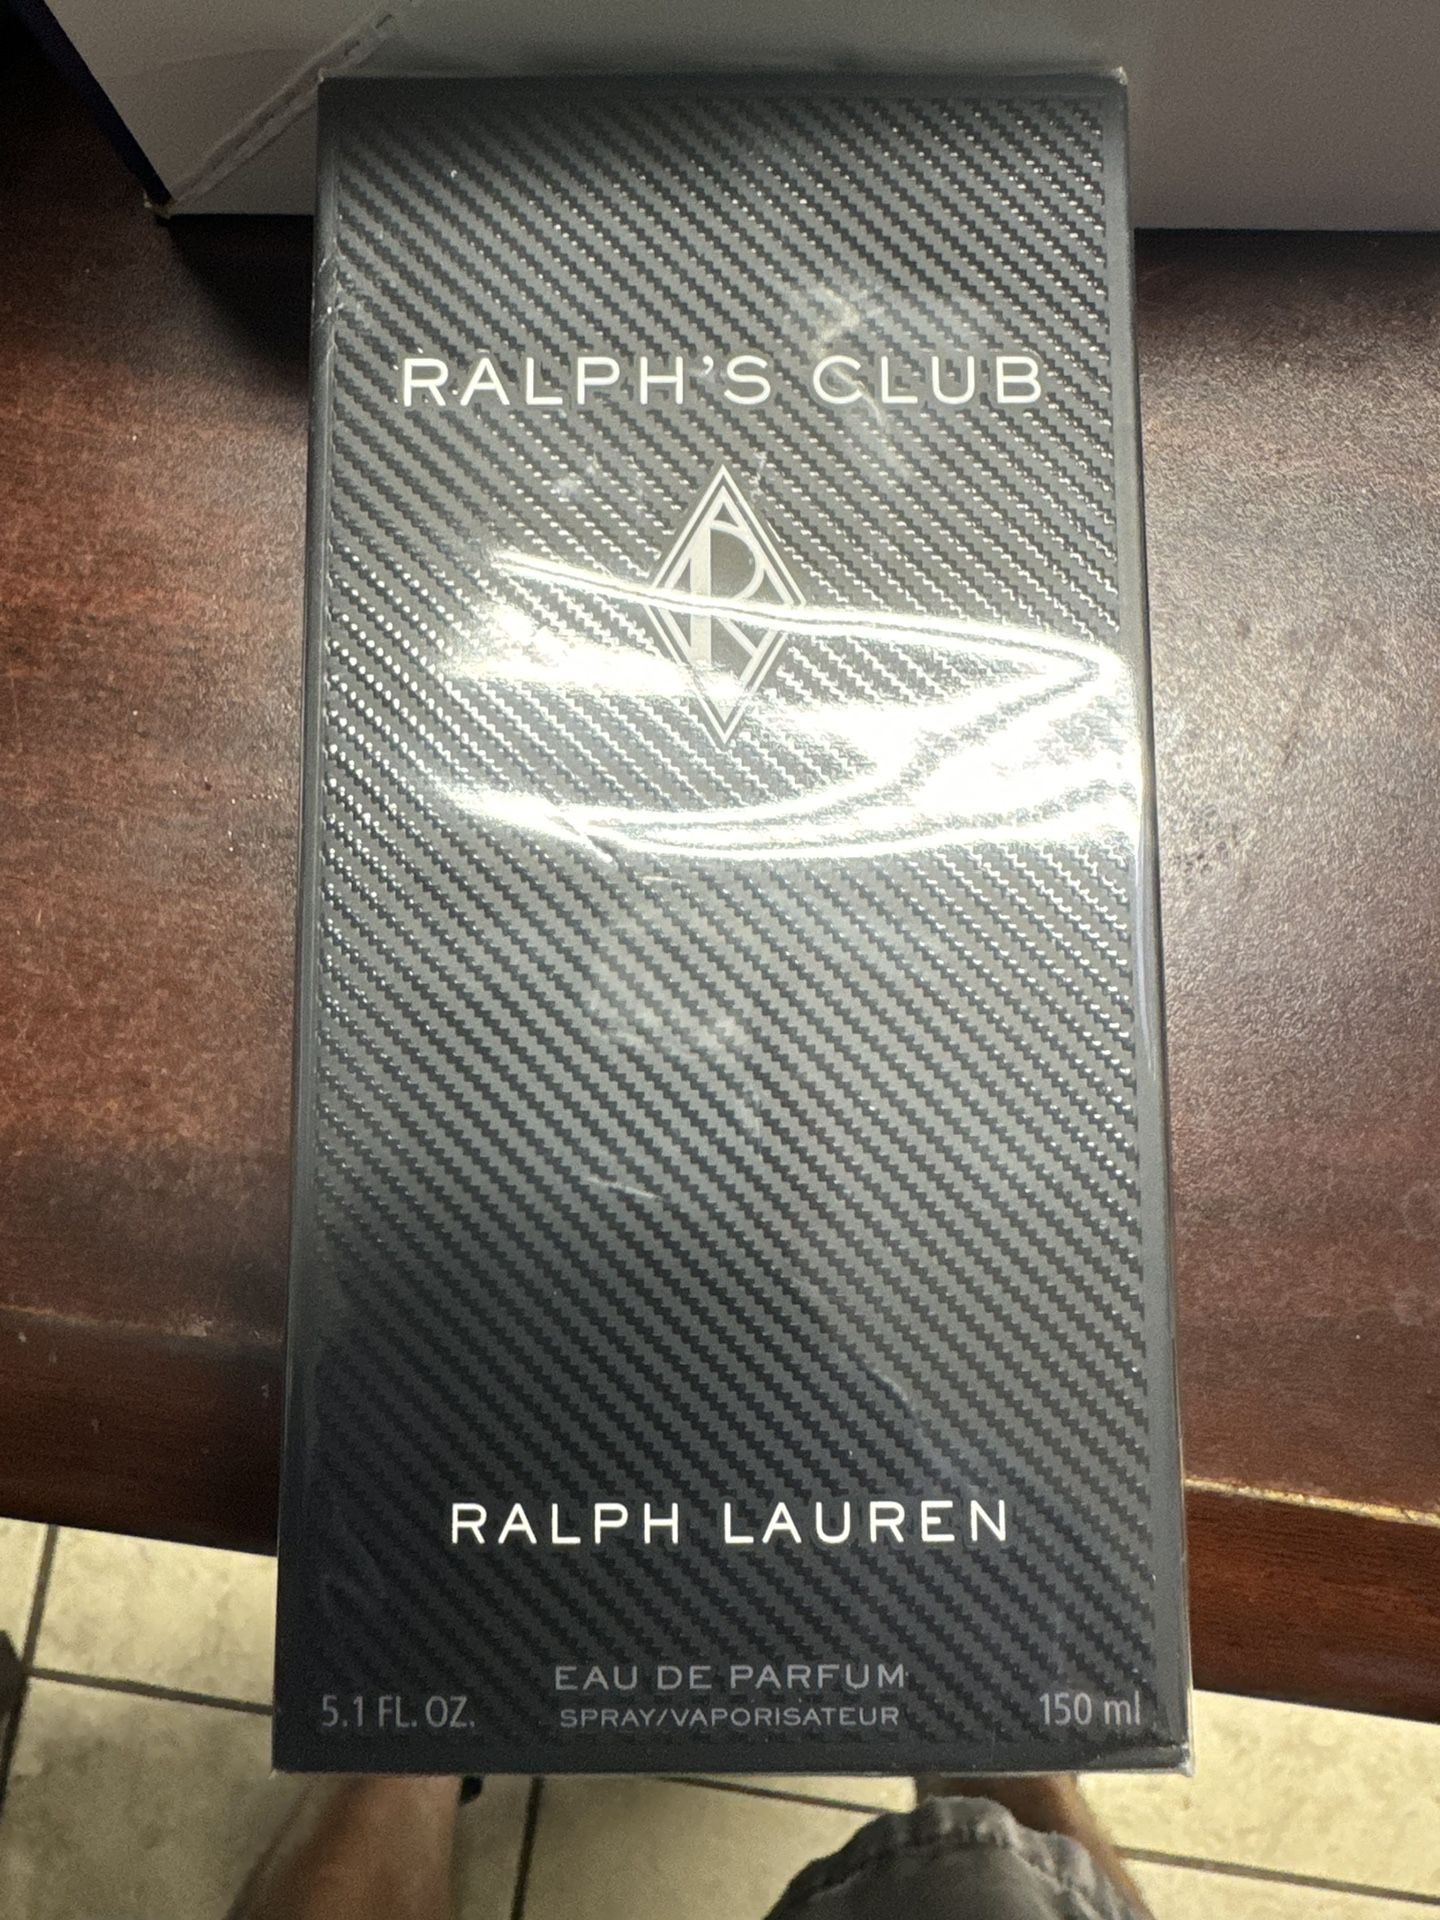 RALPH'S CLUB
R
RALPH LAUREN
EAU DE PARFUM
5.1 FL. OZ. SPRAY/VAPORISATEUR 150 ml